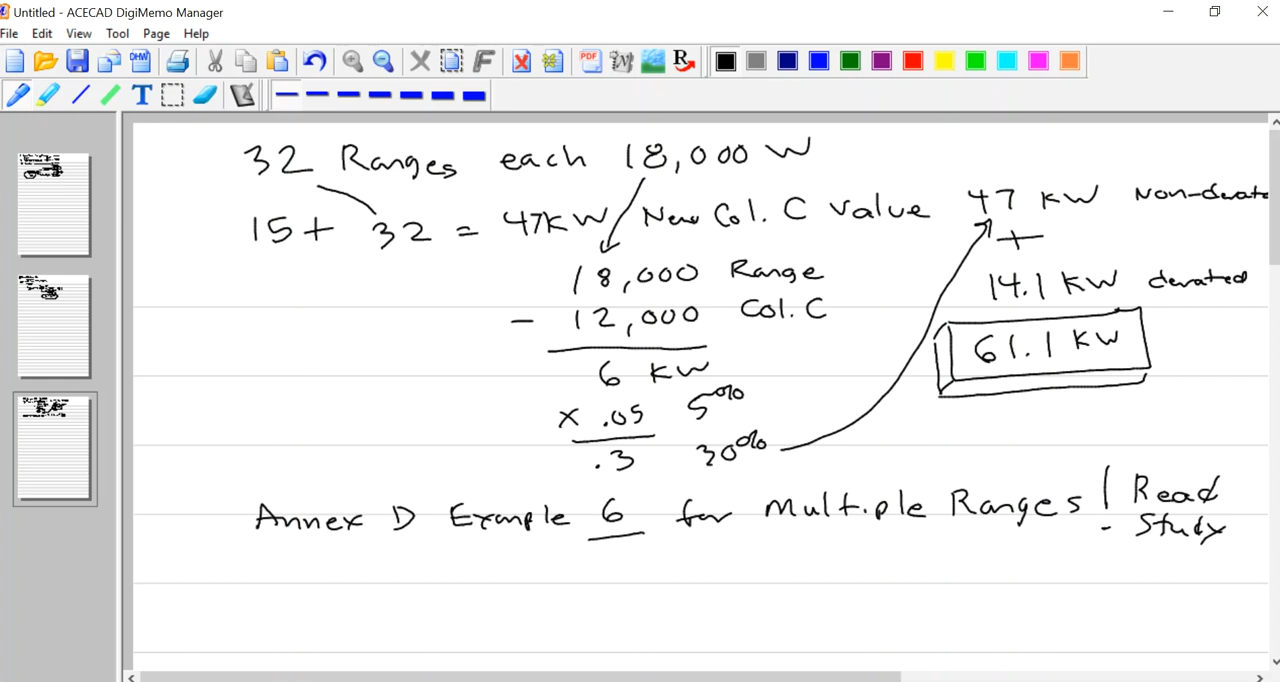 Untitled - ACECAD DigiMemo Manager
File Edit View Tool Page Help
32 Ranges each 18,000 W
15 + 32 = 47KW New Col. C Value 47 KW Non-derate
+
18,000 Range 14.1 KW derated
- 12,000 Col. C
61.1 KW
6 KW
x .05 5%
.3 30%
Annex D Example 6 for Multiple Ranges! Read
Study